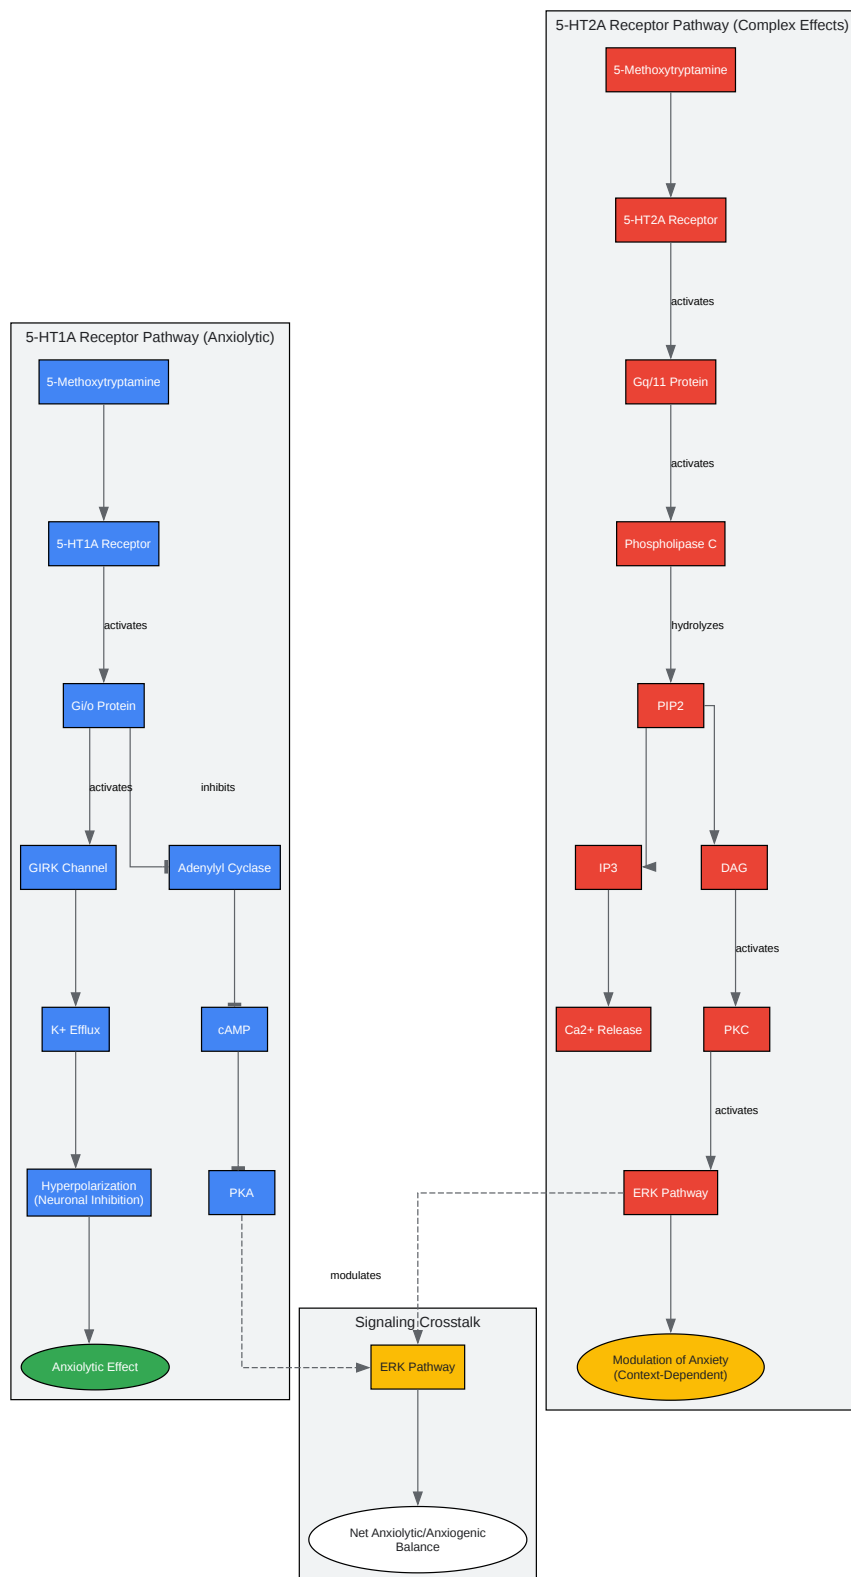 5-HT2A Receptor Pathway (Complex Effects)
5-Methoxytryptamine
5-HT2A Receptor
activates
Gq/11 Protein
activates
Phospholipase C
hydrolyzes
PIP2
IP3
DAG
activates
Ca2+ Release
PKC
activates
ERK Pathway
Modulation of Anxiety
(Context-Dependent)
5-HT1A Receptor Pathway (Anxiolytic)
5-Methoxytryptamine
5-HT1A Receptor
activates
Gi/o Protein
activates
inhibits
GIRK Channel
Adenylyl Cyclase
K+ Efflux
cAMP
Hyperpolarization
(Neuronal Inhibition)
PKA
Anxiolytic Effect
modulates
Signaling Crosstalk
ERK Pathway
Net Anxiolytic/Anxiogenic
Balance